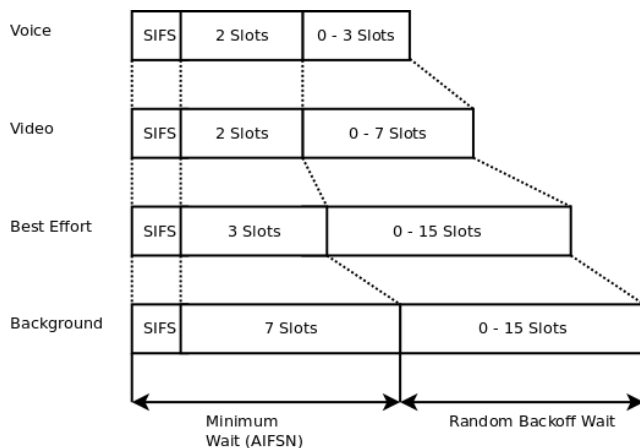 Voice
SIFS
2 Slots
0 - 3 Slots
Video
SIFS
2 Slots
0 - 7 Slots
Best Effort
SIFS
3 Slots
0 - 15 Slots
Background
SIFS
7 Slots
0 - 15 Slots
Minimum
Wait (AIFSN)
Random Backoff Wait